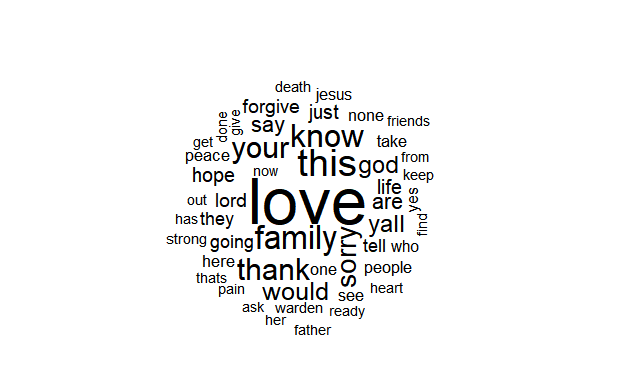 death
jesus
forgive
just
none
friends
done
give
say
know
take
get
your
peace
this
god
from
now
hope
keep
life
yes
out
lord
love
are
find
has
they
yall
strong
going
family
sorry
tell
who
here
thank
one
people
thats
pain
would
see
heart
ask
warden
ready
her
father